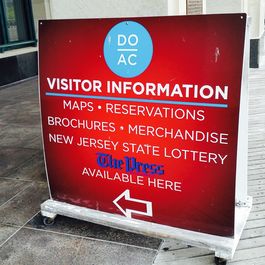 DO
AC
VISITOR INFORMATION
MAPS • RESERVATIONS
BROCHURES • MERCHANDISE
NEW JERSEY STATE LOTTERY
The Press
AVAILABLE HERE